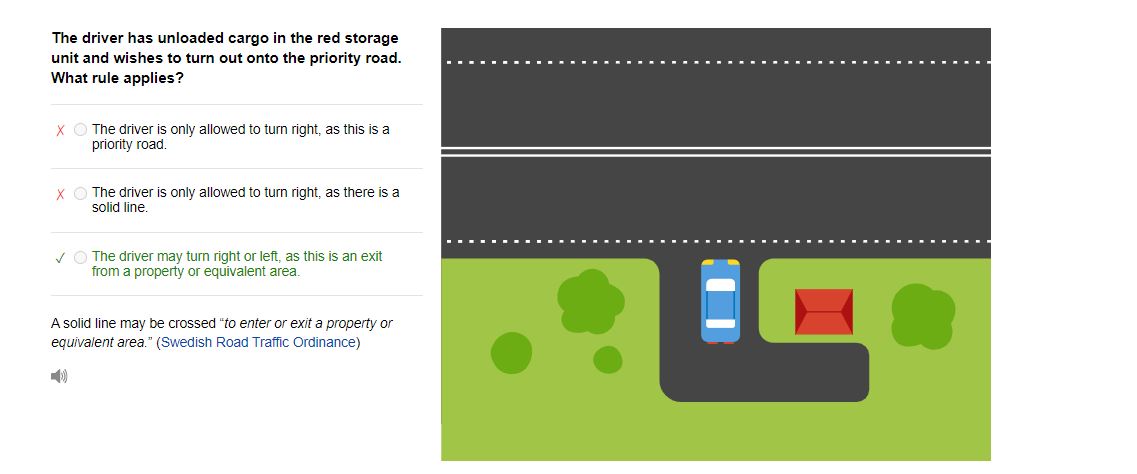 The driver has unloaded cargo in the red storage
unit and wishes to turn out onto the priority road.
What rule applies?
The driver is only allowed to turn right, as this is a
priority road.
The driver is only allowed to turn right, as there is a
solid line.
The driver may turn right or left, as this is an exit
from a property or equivalent area.
A solid line may be crossed “to enter or exit a property or
equivalent area.” (Swedish Road Traffic Ordinance)